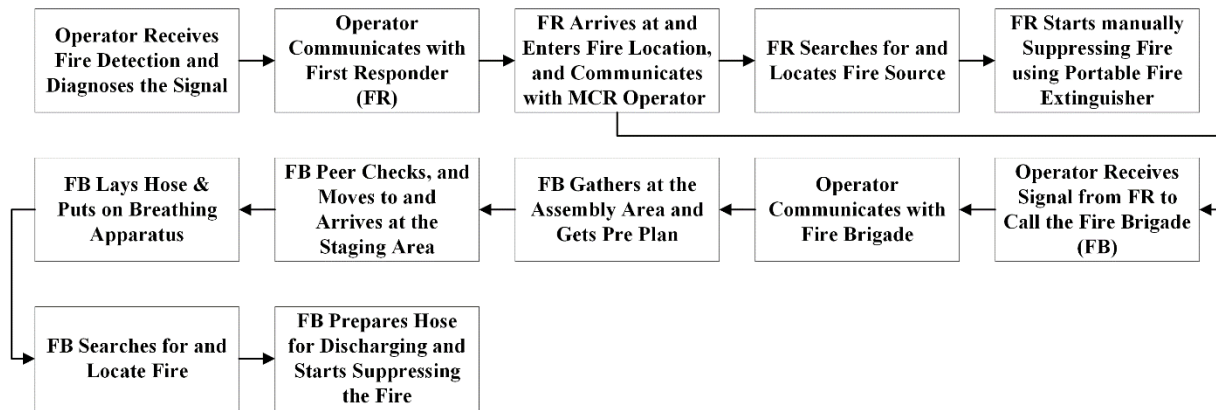 Operator Receives
Fire Detection and
Diagnoses the Signal
Operator
Communicates with
First Responder
(FR)
FR Arrives at and
Enters Fire Location,
and Communicates
with MCR Operator
FR Searches for and
Locates Fire Source
FR Starts manually
Suppressing Fire
using Portable Fire
Extinguisher
Operator Receives
Signal from FR to
Call the Fire Brigade
(FB)
Operator
Communicates with
Fire Brigade
FB Gathers at the
Assembly Area and
Gets Pre Plan
FB Peer Checks, and
Moves to and
Arrives at the
Staging Area
FB Lays Hose &
Puts on Breathing
Apparatus
FB Searches for and
Locate Fire
FB Prepares Hose
for Discharging and
Starts Suppressing
the Fire